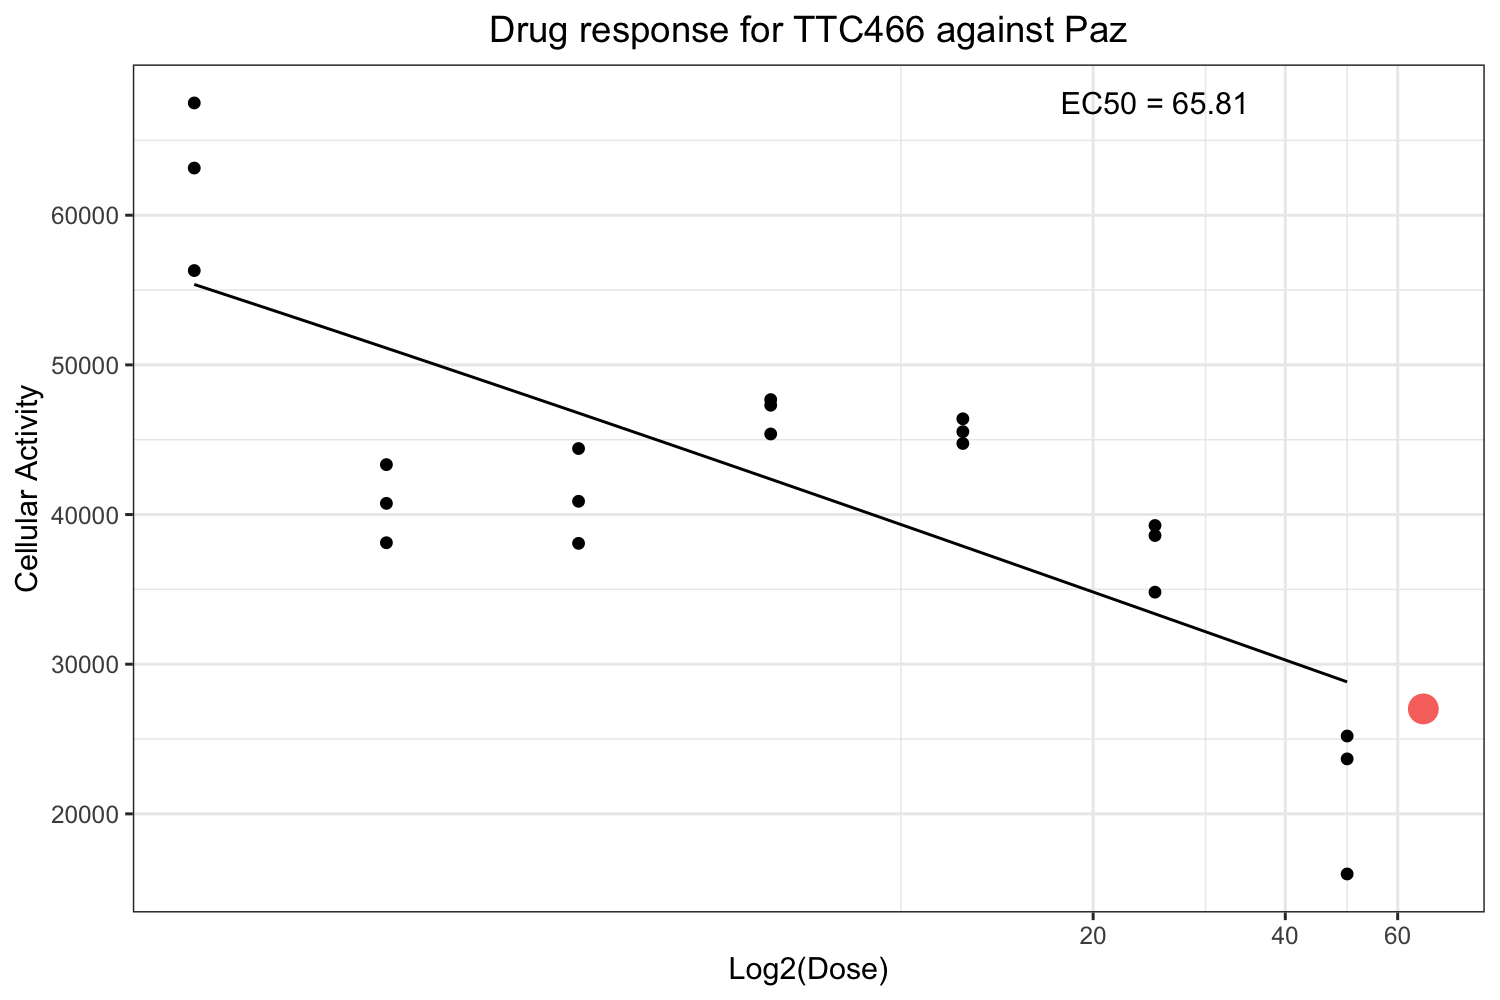 Drug response for TTC466 against Paz
EC50 = 65.81
60000
50000
40000
30000
20000
Cellular Activity
20 40 60
Log2(Dose)